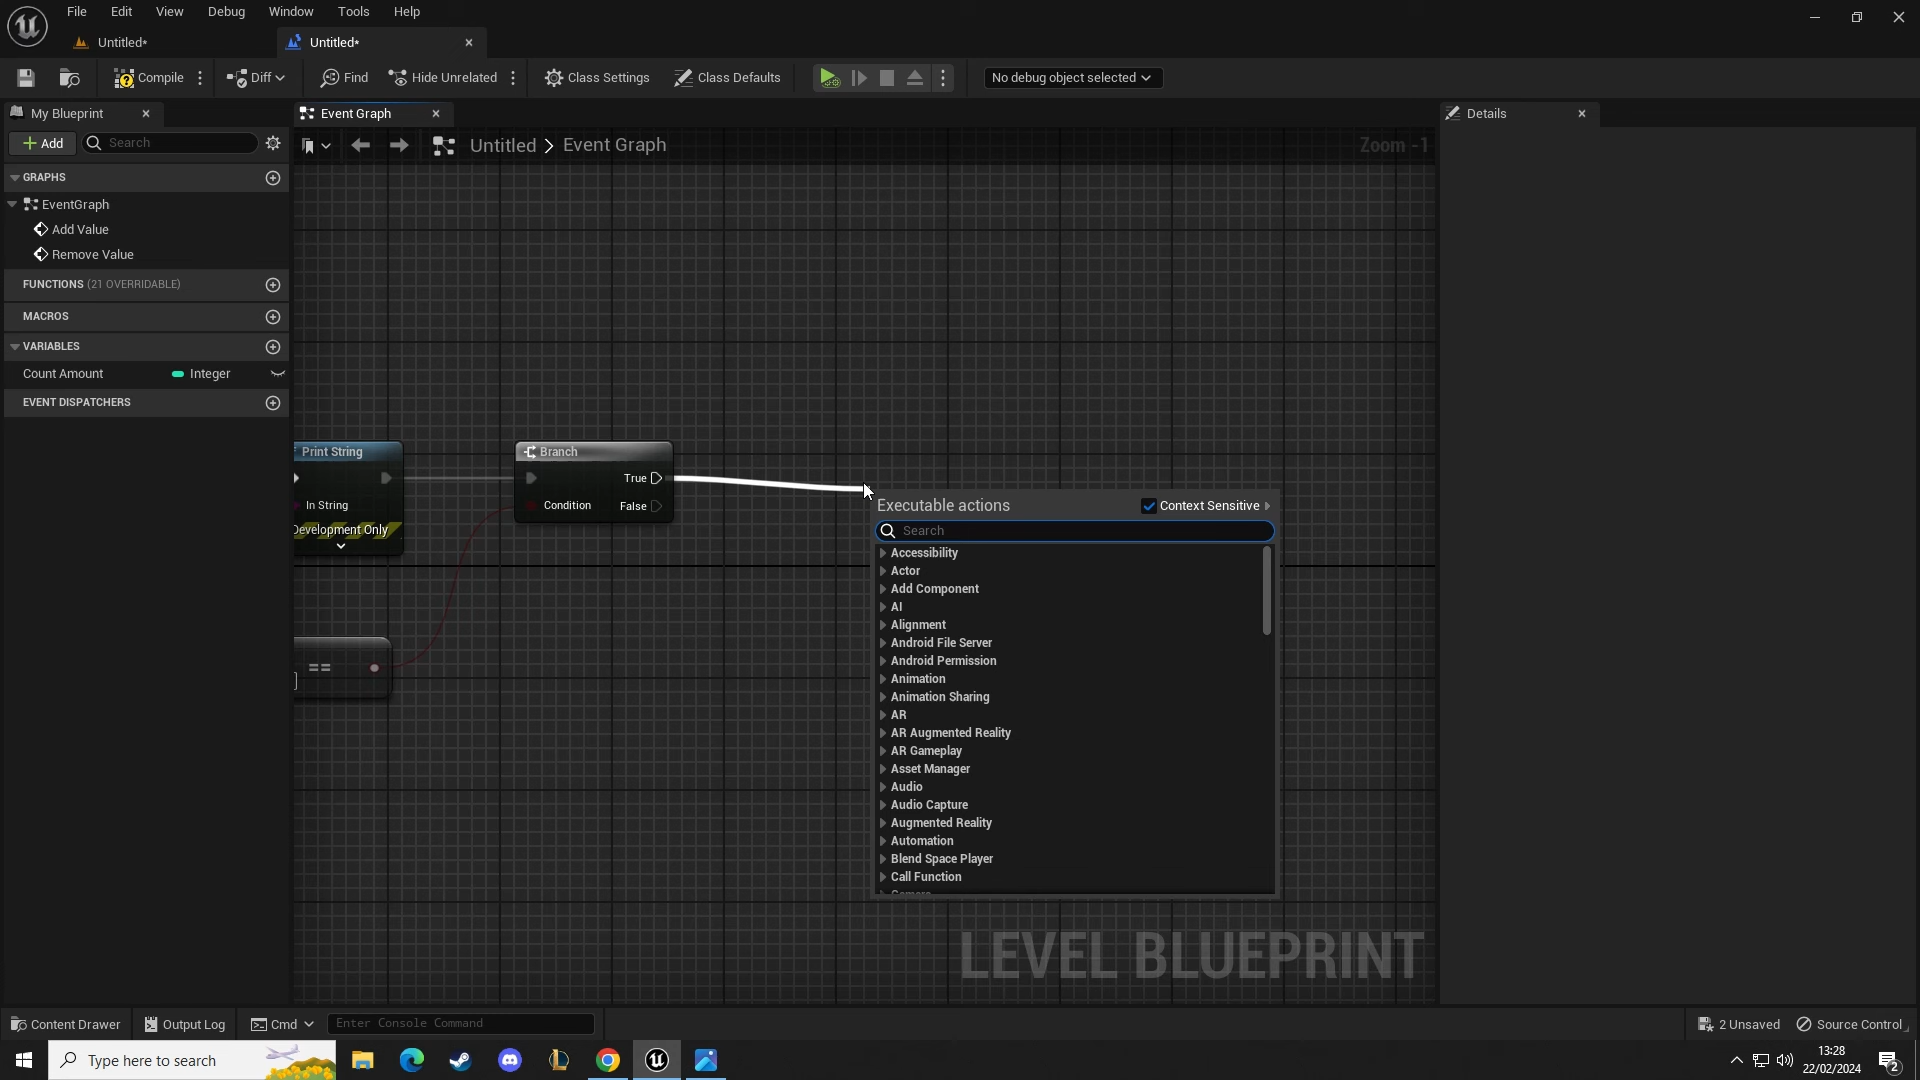 File Edit View Debug Window Tools Help
Untitled*
Untitled*
Compile Diff Find Hide Unrelated Class Settings Class Defaults No debug object selected
My Blueprint
Event Graph
Details
Add Search
Untitled > Event Graph
Zoom -1
GRAPHS
EventGraph
Add Value
Remove Value
FUNCTIONS (21 OVERRIDABLE)
MACROS
VARIABLES
Count Amount Integer
EVENT DISPATCHERS
Print String
In String
Development Only
==
Branch
True
Condition False
Executable actions Context Sensitive
Search
Accessibility
Actor
Add Component
AI
Alignment
Android File Server
Android Permission
Animation
Animation Sharing
AR
AR Augmented Reality
AR Gameplay
Asset Manager
Audio
Audio Capture
Augmented Reality
Automation
Blend Space Player
Call Function
LEVEL BLUEPRINT
Content Drawer Output Log Cmd Enter Console Command 2 Unsaved Source Control
Type here to search
13:28
22/02/2024
2